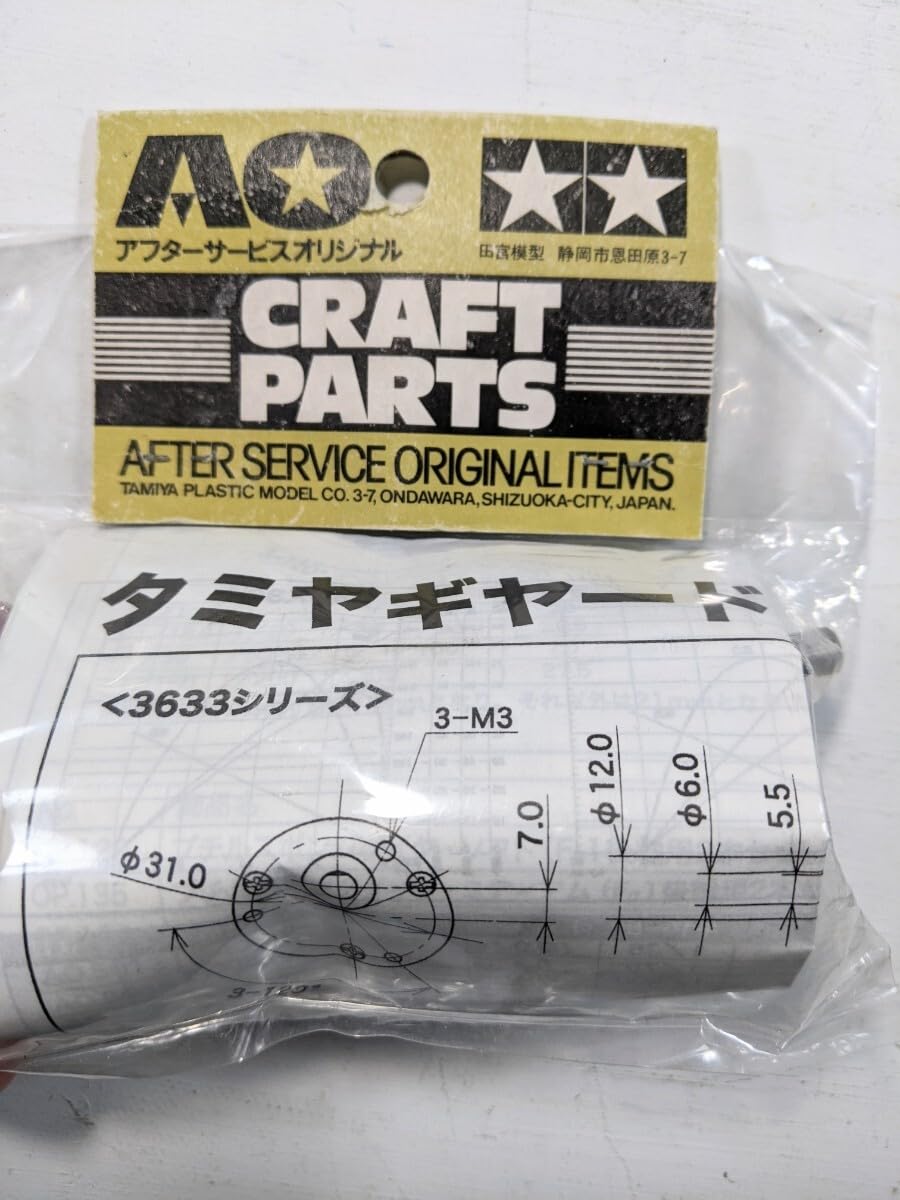 AO
アフターサービスオリジナル
田宮模型 静岡市恩田原3-7
CRAFT
PARTS
AFTER SERVICE ORIGINAL ITEMS
TAMIYA PLASTIC MODEL CO. 3-7, ONDAWARA, SHIZUOKA-CITY, JAPAN.
タミヤギヤード
<3633シリーズ>
3-M3
φ31.0
7.0
φ12.0
φ6.0
5.5